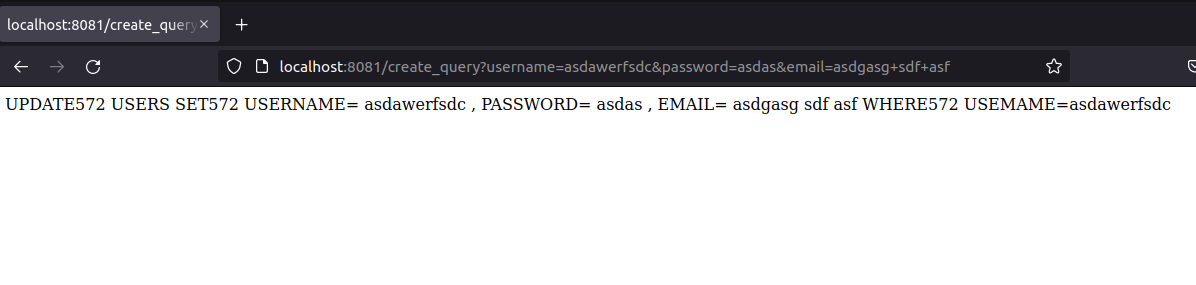 localhost:8081/create_query
localhost:8081/create_query?username=asdawerfsdc&password=asdas&email=asdgasg+sdf+asf
UPDATE572 USERS SET572 USERNAME= asdawerfsdc , PASSWORD= asdas , EMAIL= asdgasg sdf asf WHERE572 USEMAME=asdawerfsdc